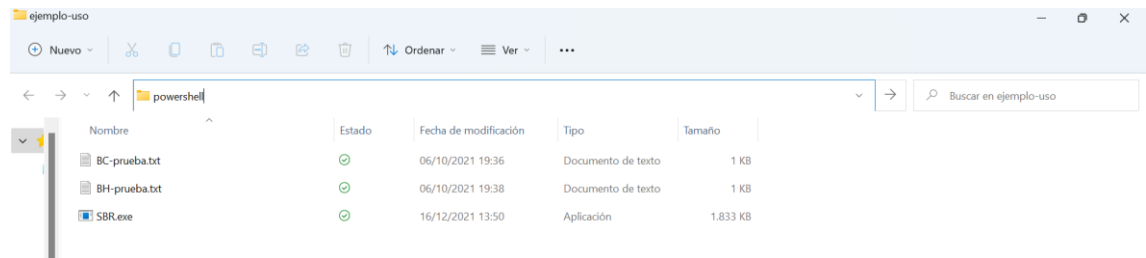 ejemplo-uso
Nuevo Ordenar Ver
powershell Buscar en ejemplo-uso
Nombre Estado Fecha de modificación Tipo Tamaño
BC-prueba.txt 06/10/2021 19:36 Documento de texto 1 KB
BH-prueba.txt 06/10/2021 19:38 Documento de texto 1 KB
SBR.exe 16/12/2021 13:50 Aplicación 1.833 KB